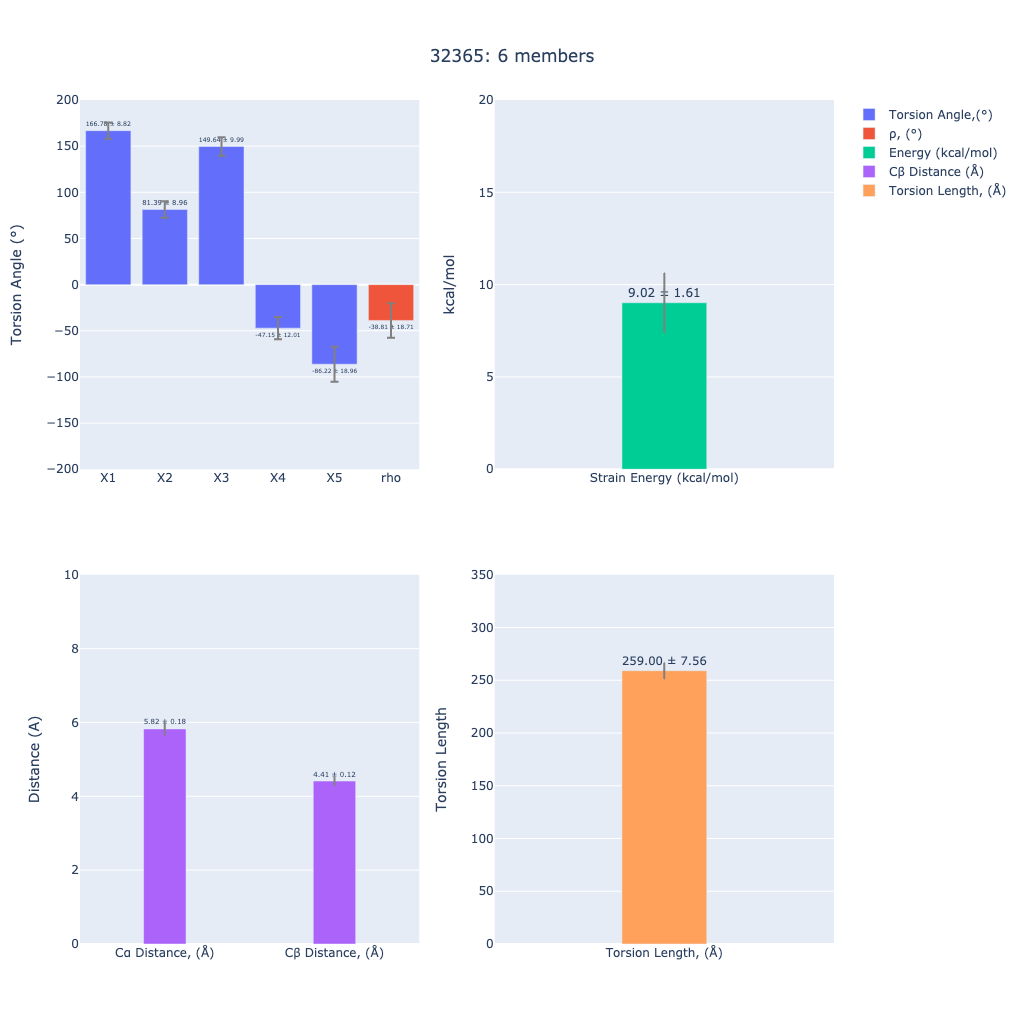 32365: 6 members
Torsion Angle (°)
200
150
100
50
0
−50
−100
−150
−200
81.39 ± 8.96
149.64 ± 9.99
-47.15 ± 12.01
-86.22 ± 18.96
-38.81 ± 18.71
X1 X2 X3 X4 X5 rho
kcal/mol
20
15
10
5
0
9.02 ± 1.61
Strain Energy (kcal/mol)
Torsion Angle,(°)
ρ, (°)
Energy (kcal/mol)
Cβ Distance (Å)
Torsion Length, (Å)
Distance (A)
10
8
6
4
2
0
5.82 ± 0.18
4.41 ± 0.12
Cα Distance, (Å) Cβ Distance, (Å)
Torsion Length
350
300
250
200
150
100
50
0
259.00 ± 7.56
Torsion Length, (Å)